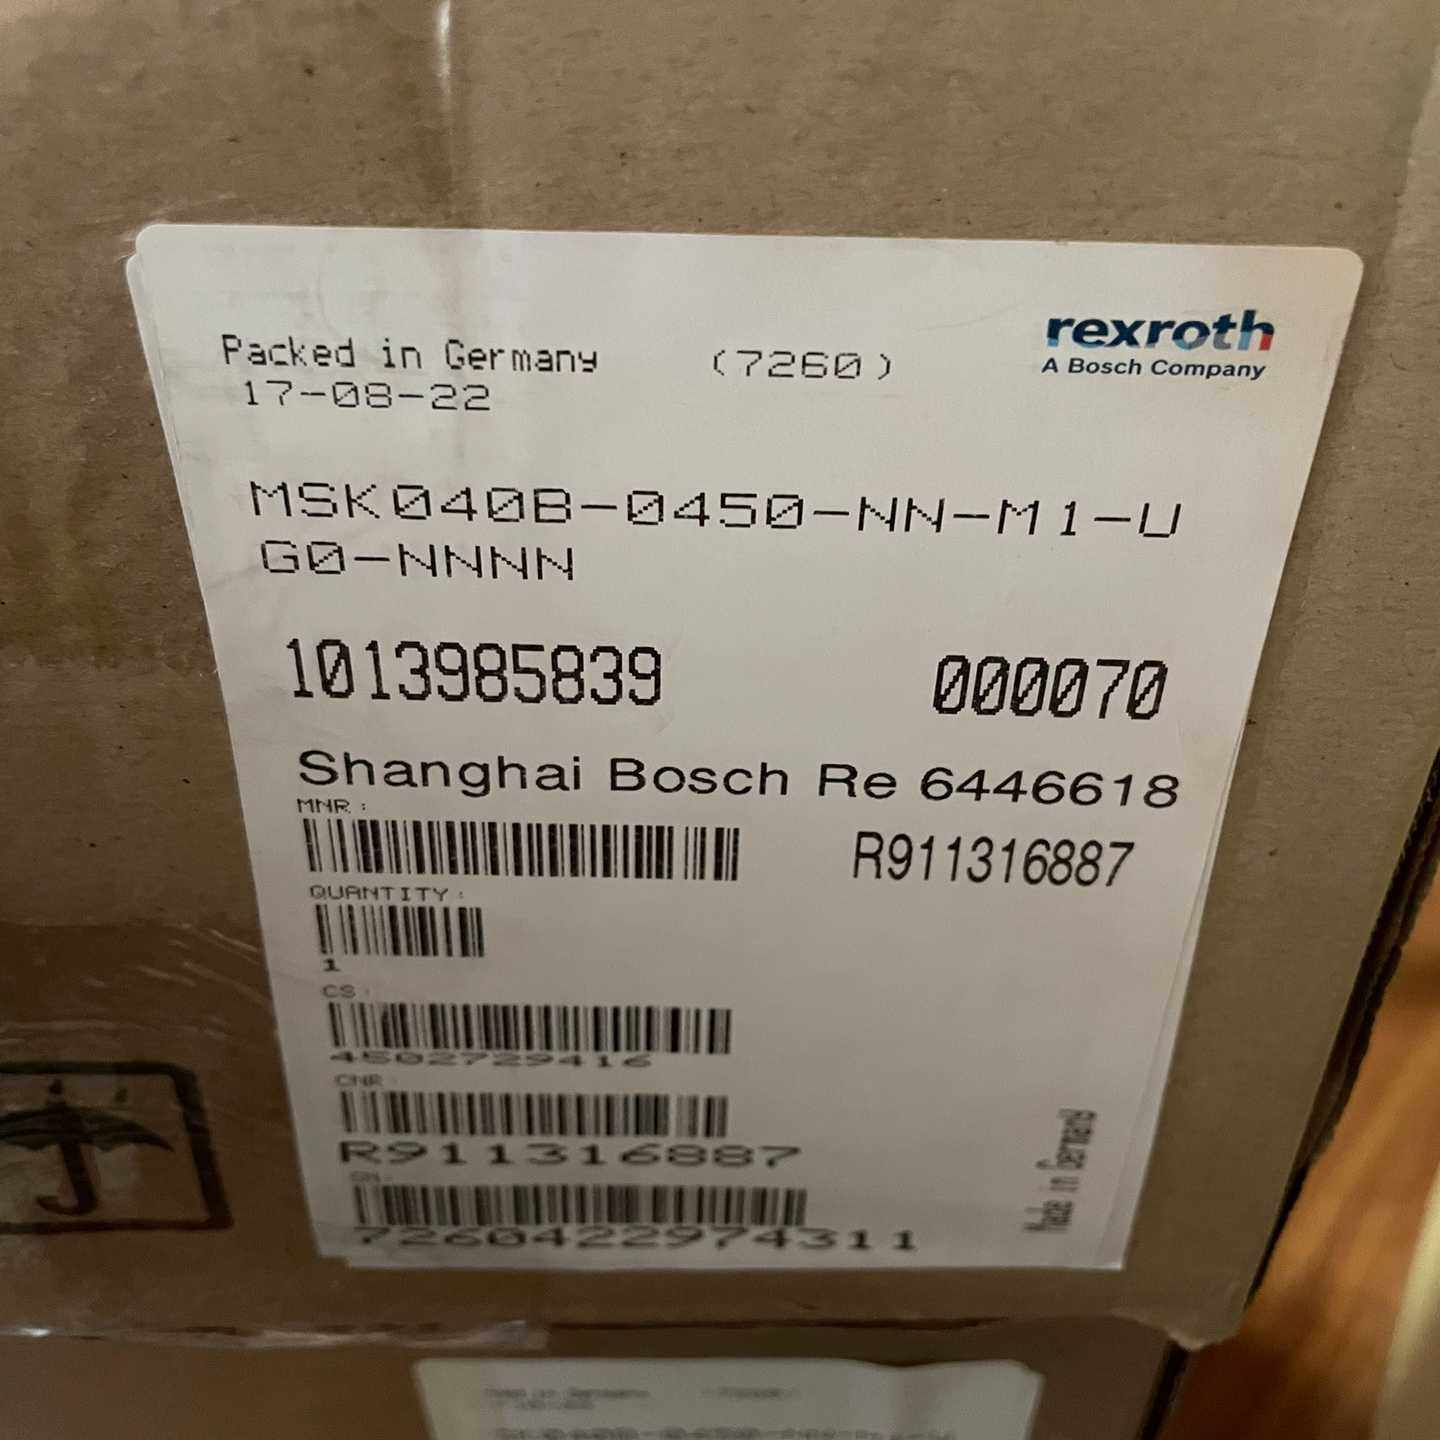 Packed in Germany (7260)
17-08-22
rexroth
A Bosch Company
MSK040B-0450-NN-M1-U
G0-NNNN
1013985839 000070
Shanghai Bosch Re 6446618
MNR:
R911316887
QUANTITY:
1
CS:
4502729416
CNR
R911316887
SN:
7260422974311
Made in Germany